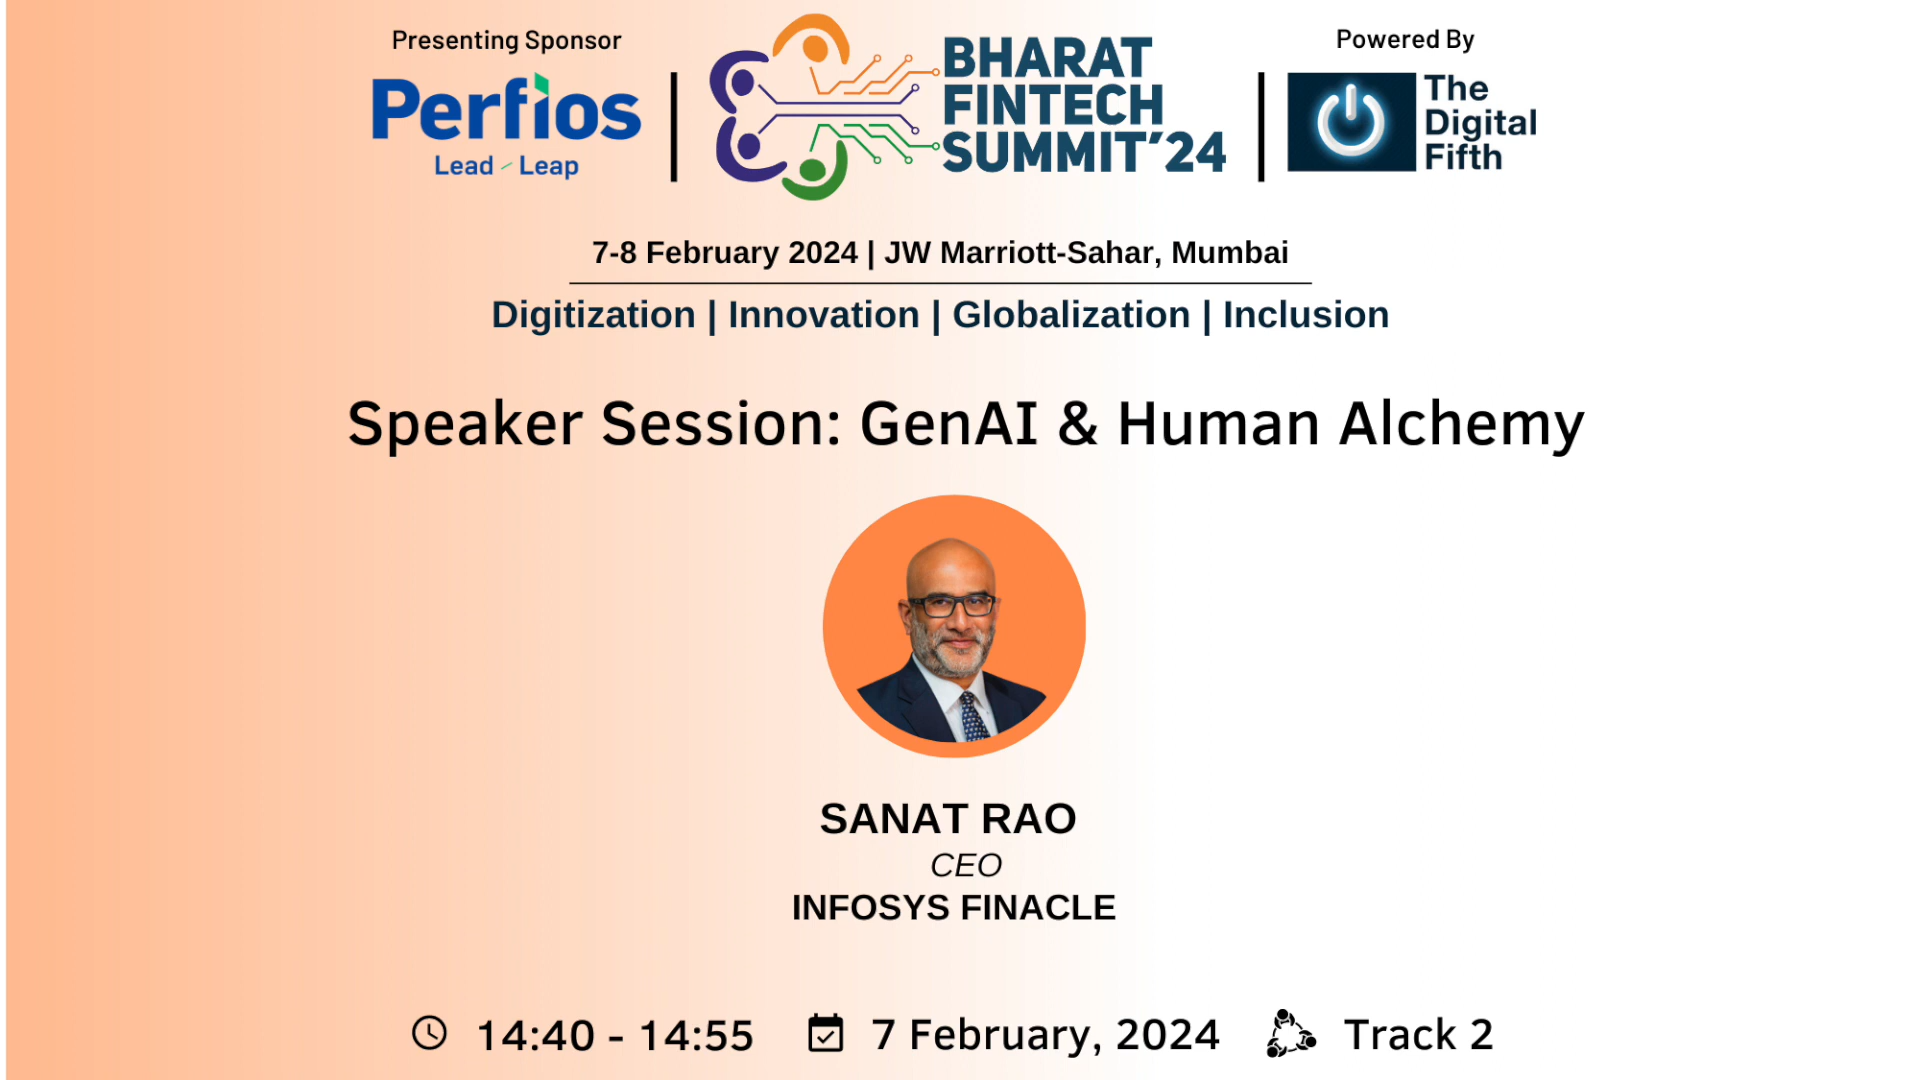 Presenting Sponsor
Perfios
Lead Leap
BHARAT
FINTECH
SUMMIT'24
Powered By
The
Digital
Fifth
7-8 February 2024 | JW Marriott-Sahar, Mumbai
Digitization | Innovation | Globalization | Inclusion
Speaker Session: GenAI & Human Alchemy
SANAT RAO
CEO
INFOSYS FINACLE
14:40 - 14:55
7 February, 2024
Track 2